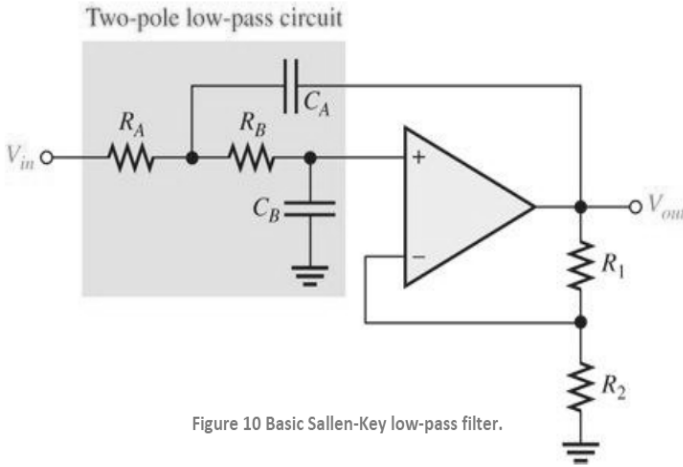 Two-pole low-pass circuit
C_A
R_A
R_B
V_in
+
C_B
V_out
−
R_1
R_2
Figure 10 Basic Sallen-Key low-pass filter.